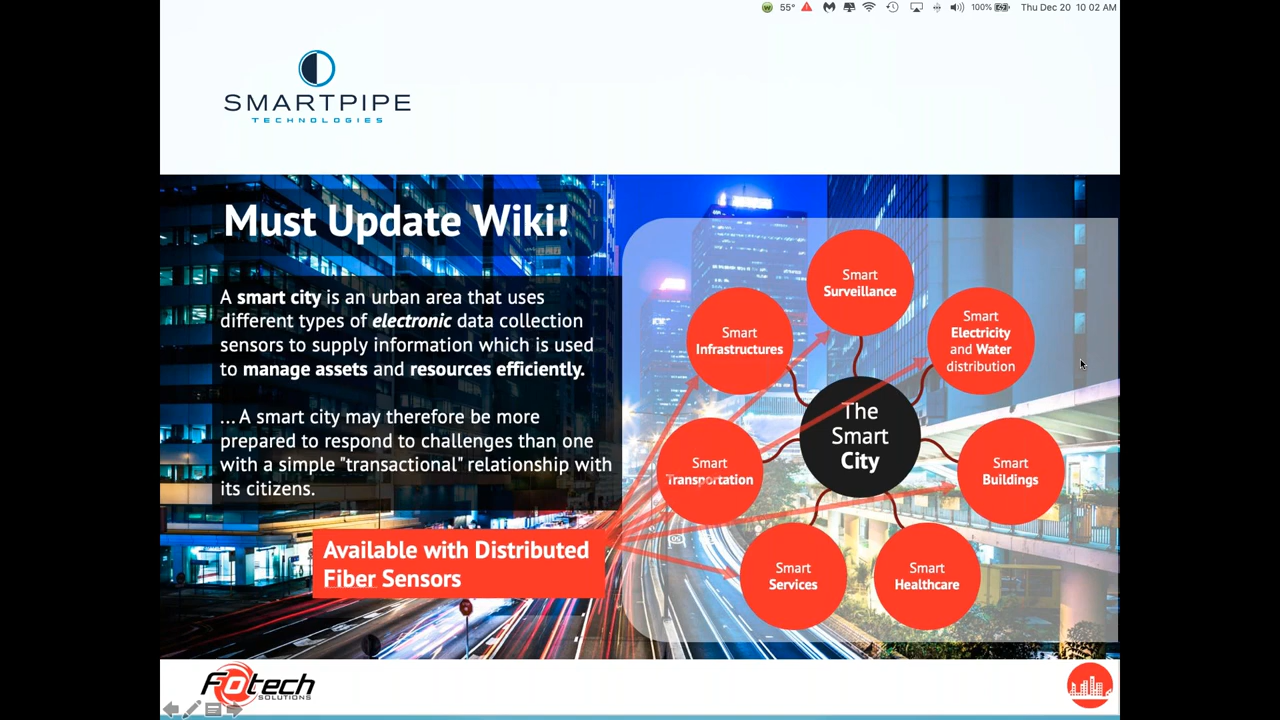 55°
100%
Thu Dec 20 10:02 AM
SMARTPIPE
TECHNOLOGIES
Must Update Wiki!
A smart city is an urban area that uses
different types of electronic data collection
sensors to supply information which is used
to manage assets and resources efficiently.
... A smart city may therefore be more
prepared to respond to challenges than one
with a simple "transactional" relationship with
its citizens.
Available with Distributed
Fiber Sensors
Smart
Surveillance
Smart
Infrastructures
Smart
Electricity
and Water
distribution
The
Smart
City
Smart
Transportation
Smart
Buildings
Smart
Services
Smart
Healthcare
Fotech
SOLUTIONS